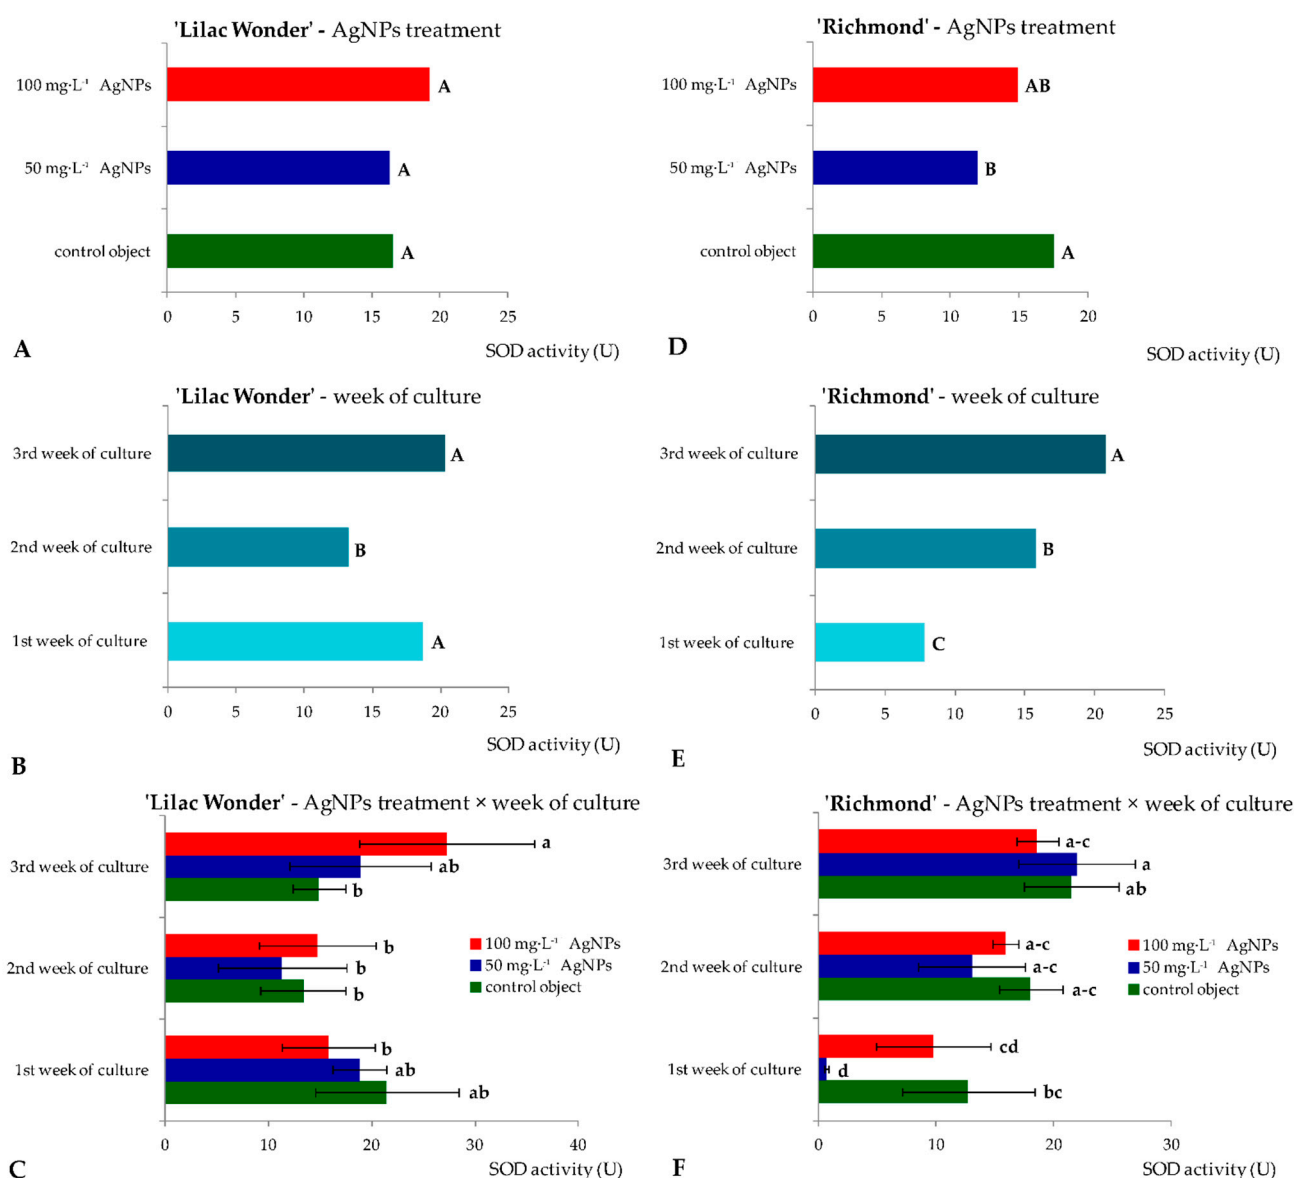 'Lilac Wonder' - AgNPs treatment
100 mg·L⁻¹ AgNPs
A
50 mg·L⁻¹ AgNPs
A
control object
A
0 5 10 15 20 25
SOD activity (U)
A
'Richmond' - AgNPs treatment
100 mg·L⁻¹ AgNPs
AB
50 mg·L⁻¹ AgNPs
B
control object
A
0 5 10 15 20
SOD activity (U)
D
'Lilac Wonder' - week of culture
3rd week of culture
A
2nd week of culture
B
1st week of culture
A
0 5 10 15 20 25
SOD activity (U)
B
'Richmond' - week of culture
3rd week of culture
A
2nd week of culture
B
1st week of culture
C
0 5 10 15 20 25
SOD activity (U)
E
'Lilac Wonder' - AgNPs treatment × week of culture
a
3rd week of culture
ab
b
b
2nd week of culture
b
b
100 mg·L⁻¹ AgNPs
50 mg·L⁻¹ AgNPs
control object
b
1st week of culture
ab
ab
0 10 20 30 40
SOD activity (U)
C
'Richmond' - AgNPs treatment × week of culture
a-c
3rd week of culture
a
ab
a-c
2nd week of culture
a-c
a-c
100 mg·L⁻¹ AgNPs
50 mg·L⁻¹ AgNPs
control object
cd
1st week of culture
d
bc
0 10 20 30
SOD activity (U)
F